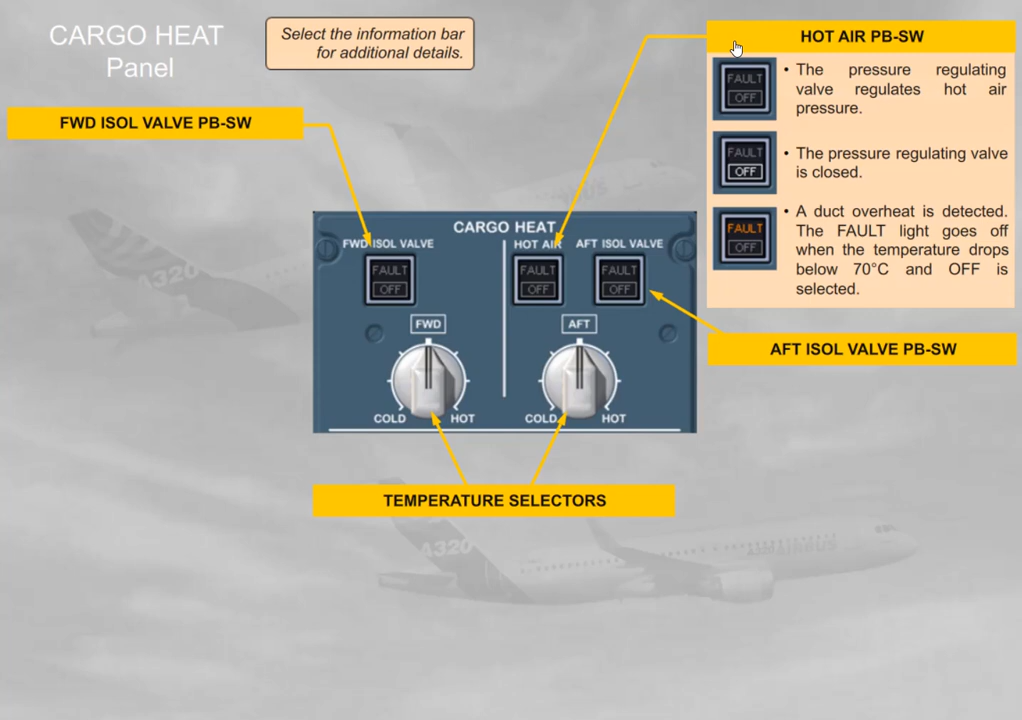 CARGO HEAT
Panel
Select the information bar
for additional details.
HOT AIR PB-SW
FAULT
OFF
• The pressure regulating
valve regulates hot air
pressure.
FAULT
OFF
• The pressure regulating valve
is closed.
FAULT
OFF
• A duct overheat is detected.
The FAULT light goes off
when the temperature drops
below 70°C and OFF is
selected.
FWD ISOL VALVE PB-SW
CARGO HEAT
FWD ISOL VALVE
HOT AIR
AFT ISOL VALVE
FAULT
OFF
FAULT
OFF
FAULT
OFF
FWD
AFT
COLD
HOT
COLD
HOT
AFT ISOL VALVE PB-SW
TEMPERATURE SELECTORS
A320
A320
AIRBUS